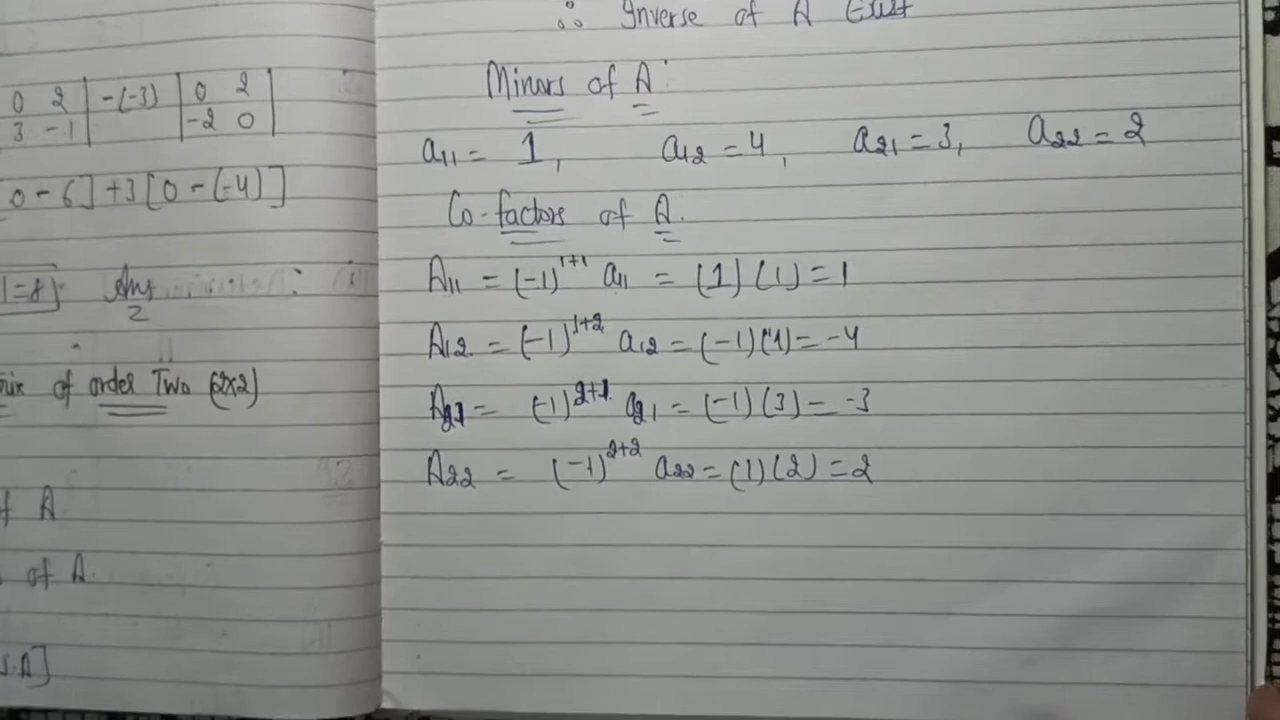 0 2 | -(-3) | 0 2 |
3 -1 | | -2 0 |
0 - 6] +3[0 - (-4)]
Ans
of order Two (2x2)
A
of A
∴ Inverse of A Exist
Minors of A:
a11 = 1, a12 = 4, a21 = 3, a22 = 2
Co-factors of A.
A11 = (-1)^1+1 a11 = (1)(1) = 1
A12 = (-1)^1+2 a12 = (-1)(4) = -4
A21 = (-1)^2+1 a21 = (-1)(3) = -3
A22 = (-1)^2+2 a22 = (1)(2) = 2